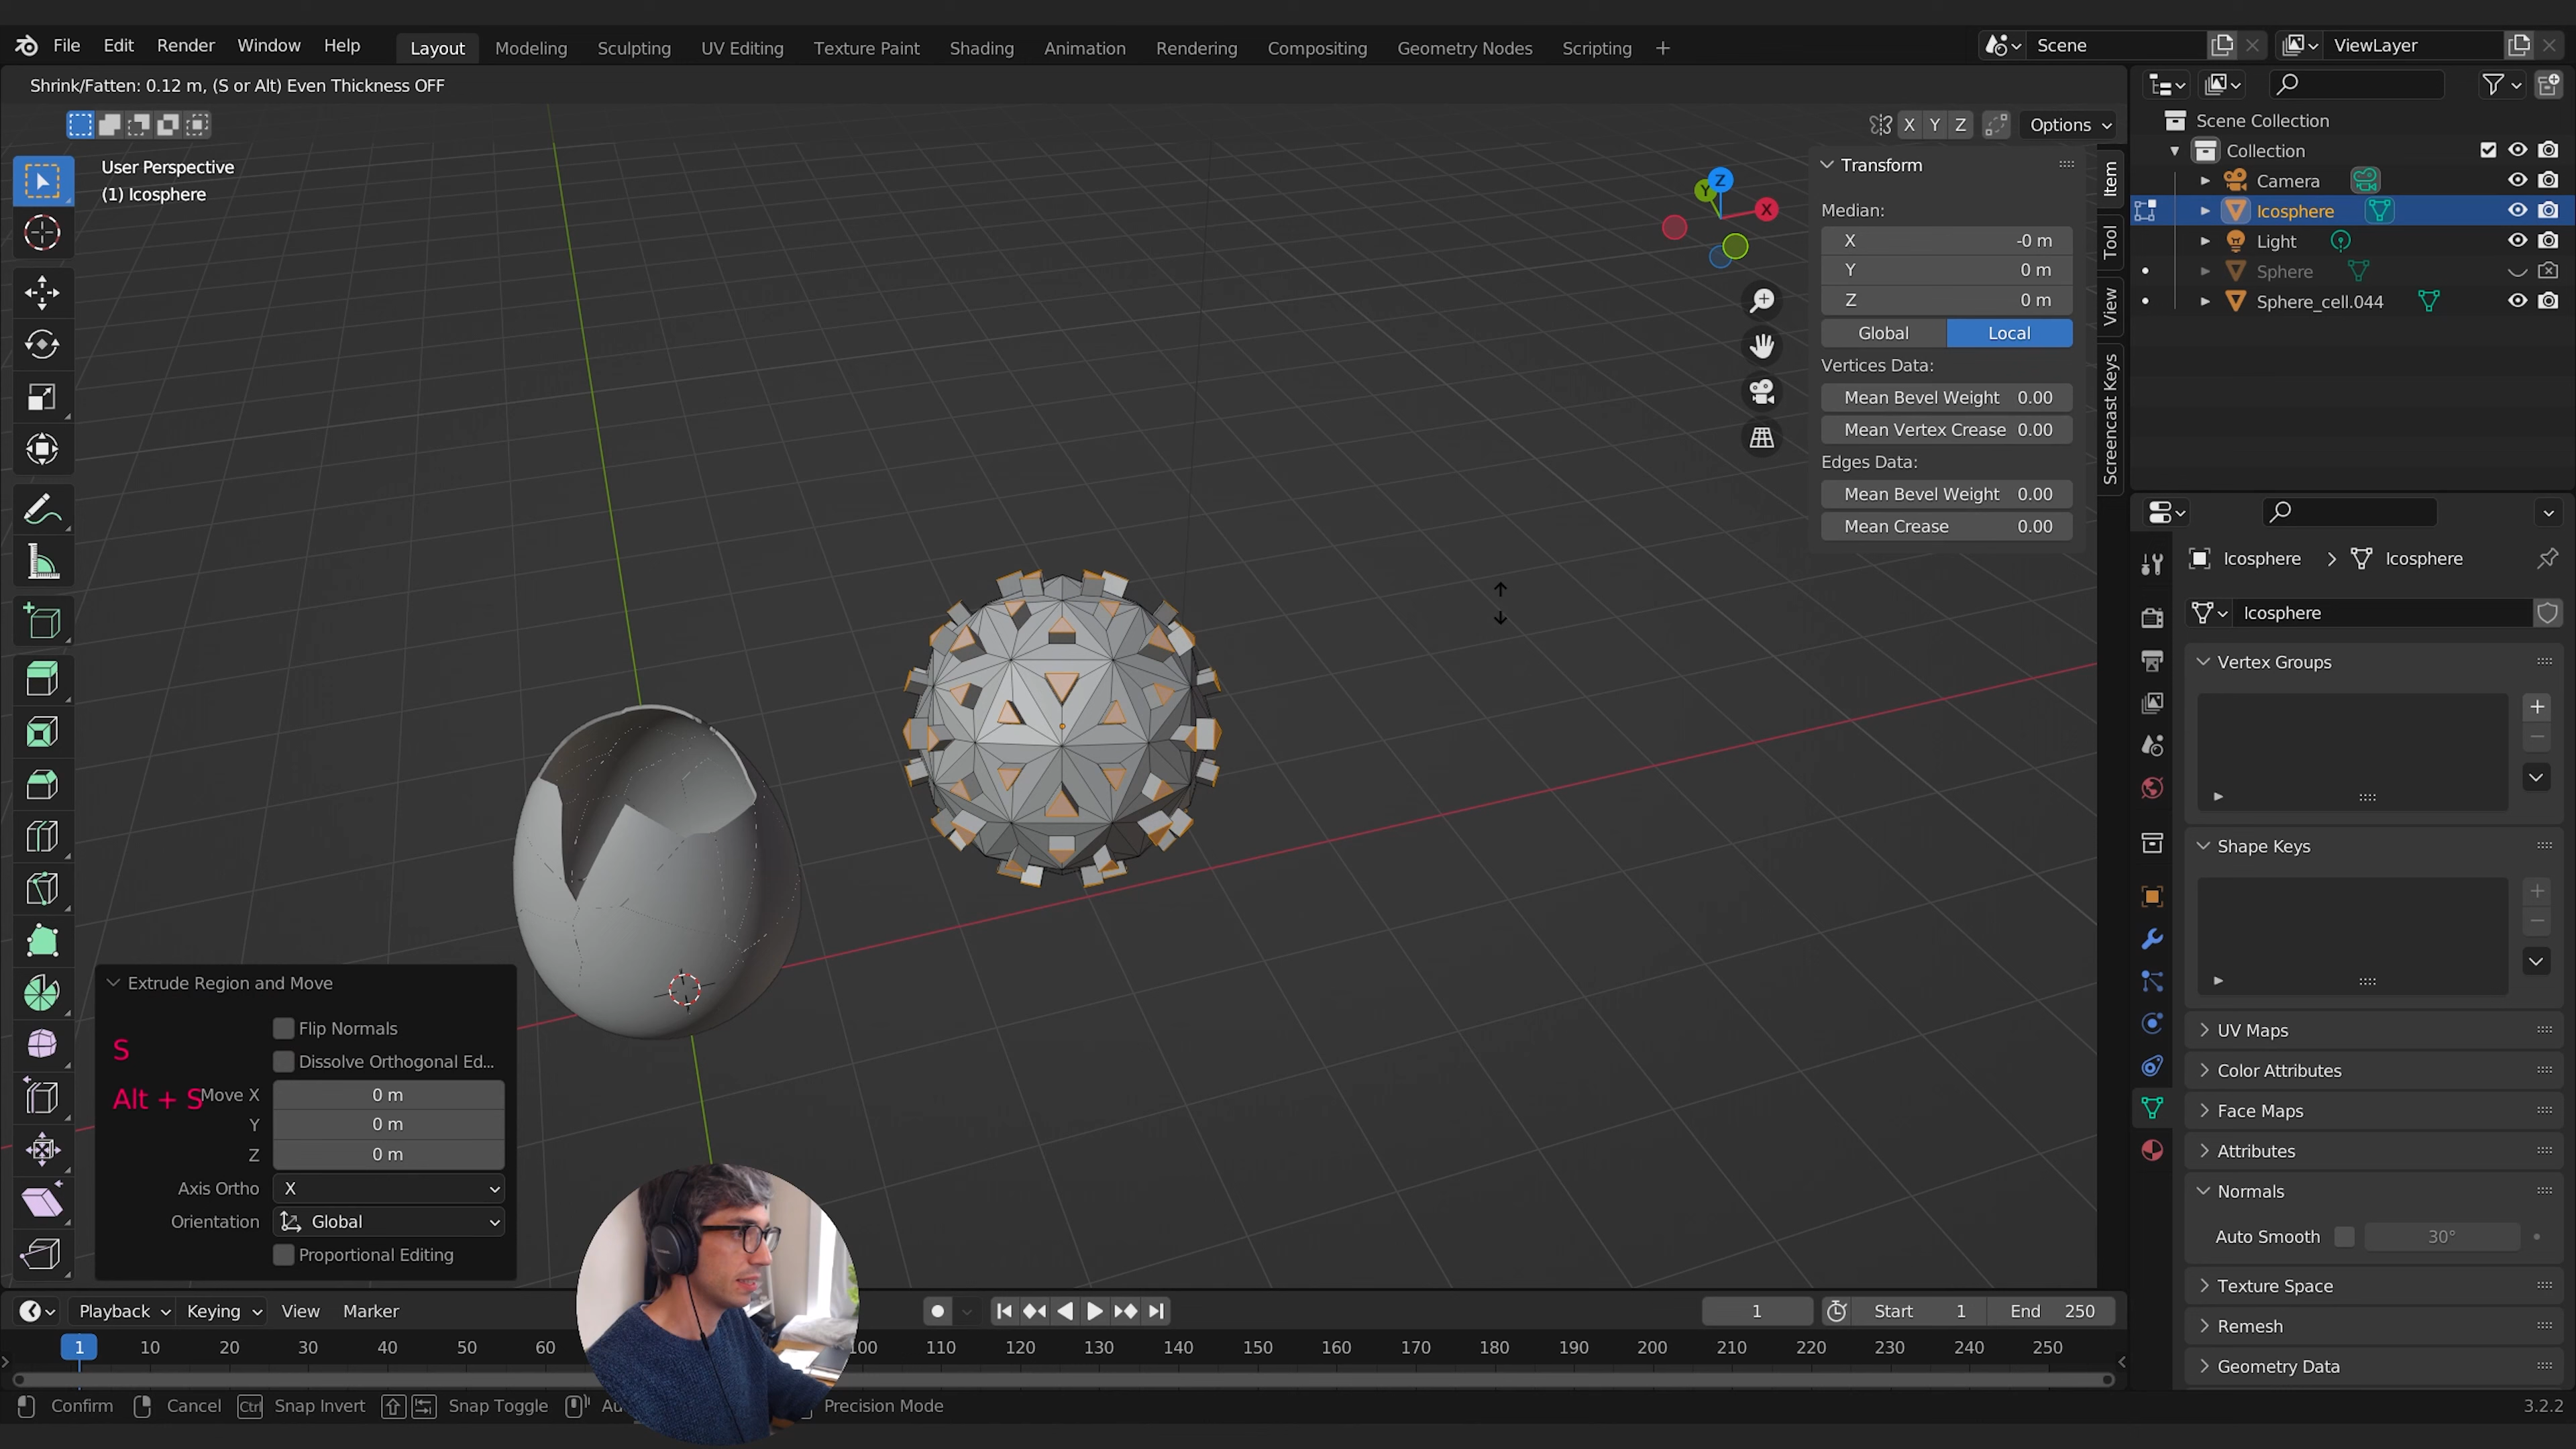 File Edit Render Window Help Layout Modeling Sculpting UV Editing Texture Paint Shading Animation Rendering Compositing Geometry Nodes Scripting + Scene ViewLayer
Shrink/Fatten: 0.12 m, (S or Alt) Even Thickness OFF
X Y Z Options
User Perspective
(1) Icosphere
Z
Y
X
Transform
Median:
X -0 m
Y 0 m
Z 0 m
Global Local
Vertices Data:
Mean Bevel Weight 0.00
Mean Vertex Crease 0.00
Edges Data:
Mean Bevel Weight 0.00
Mean Crease 0.00
Item
Tool
View
Screencast Keys
Scene Collection
Collection
Camera
Icosphere
Light
Sphere
Sphere_cell.044
Icosphere > Icosphere
Icosphere
Vertex Groups
Shape Keys
UV Maps
Color Attributes
Face Maps
Attributes
Normals
Auto Smooth 30°
Texture Space
Remesh
Geometry Data
Extrude Region and Move
Flip Normals
S
Dissolve Orthogonal Ed...
Alt + S
Move X 0 m
Y 0 m
Z 0 m
Axis Ortho X
Orientation Global
Proportional Editing
Playback Keying View Marker 1 Start 1 End 250
1 10 20 30 40 50 60 100 110 120 130 140 150 160 170 180 190 200 210 220 230 240 250
Confirm Cancel Ctrl Snap Invert Snap Toggle Precision Mode 3.2.2